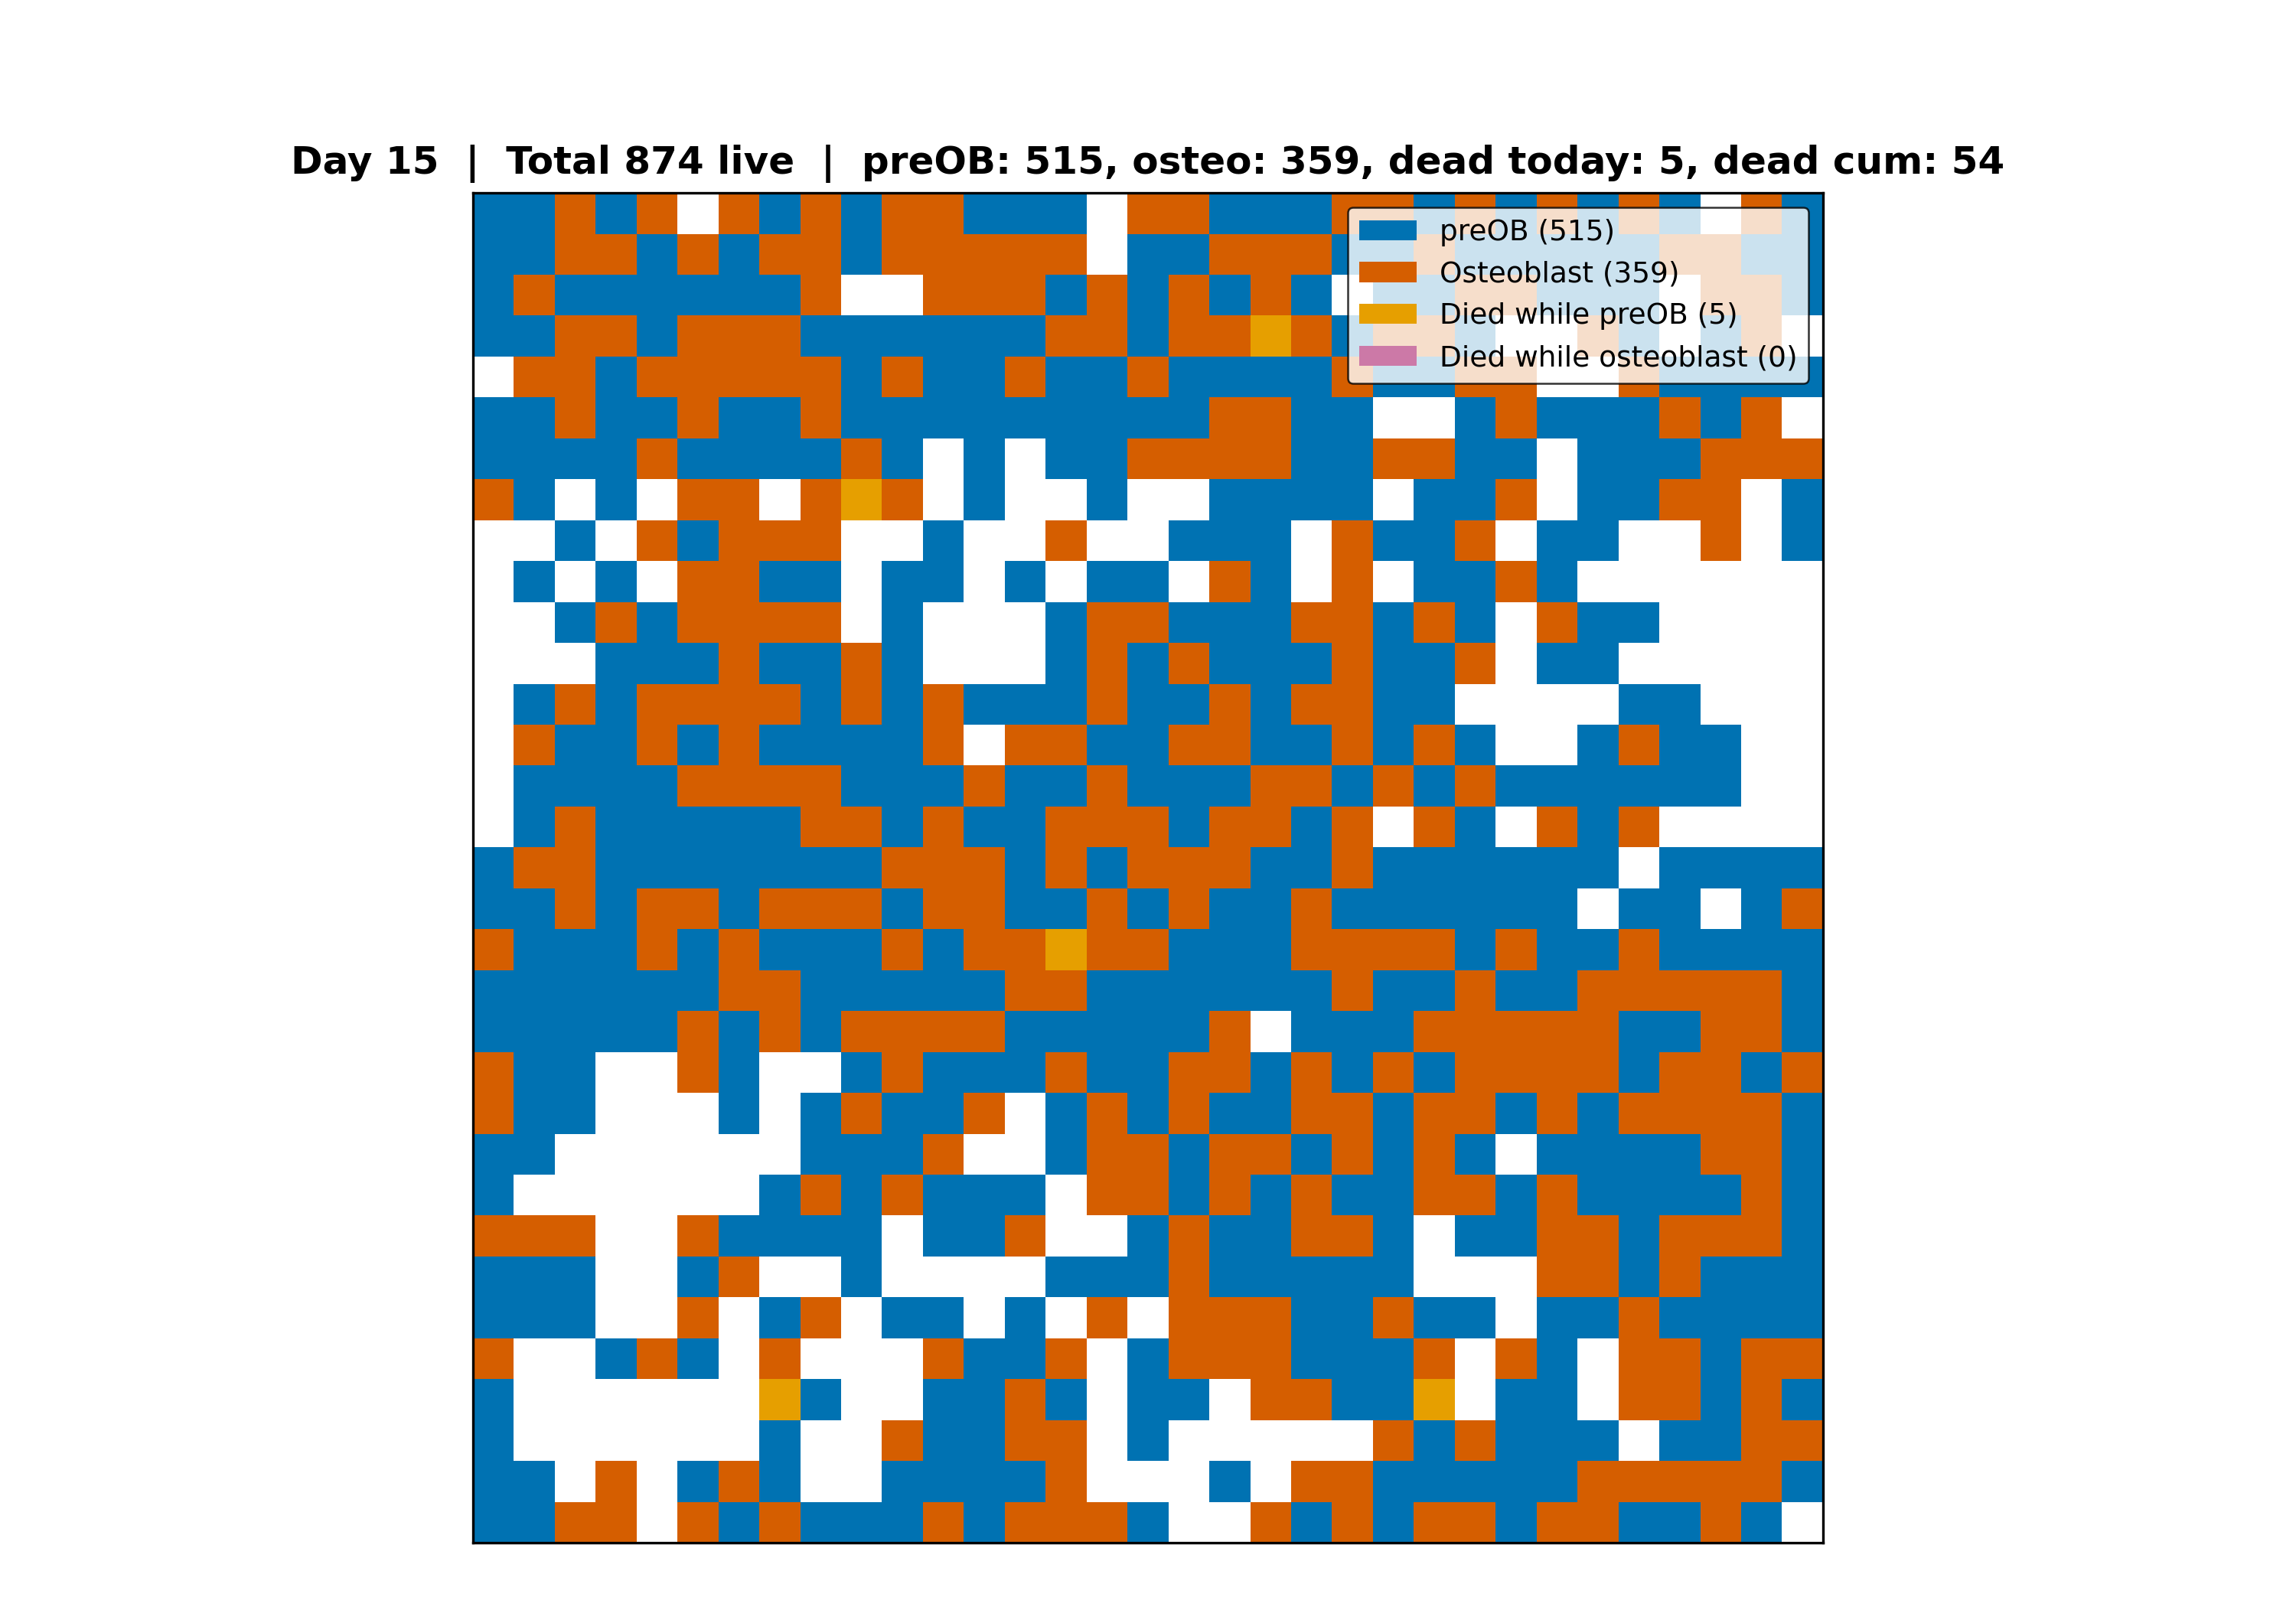 Day 15 | Total 874 live | preOB: 515, osteo: 359, dead today: 5, dead cum: 54
preOB (515)
Osteoblast (359)
Died while preOB (5)
Died while osteoblast (0)